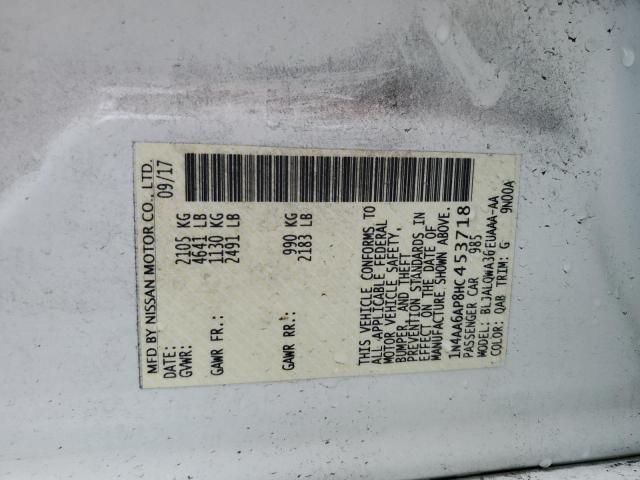 MFD BY NISSAN MOTOR CO., LTD.
DATE: 09/17
GVWR: 2105 KG
4641 LB
GAWR FR.: 1130 KG
2491 LB
GAWR RR.: 990 KG
2183 LB
THIS VEHICLE CONFORMS TO
ALL APPLICABLE FEDERAL
MOTOR VEHICLE SAFETY,
BUMPER, AND THEFT
PREVENTION STANDARDS IN
EFFECT ON THE DATE OF
MANUFACTURE SHOWN ABOVE.
1N4AA6AP8HC453718
PASSENGER CAR 985
MODEL: BLJALQWA36EUAAA-AA
COLOR: QAB TRIM: G 9N00A